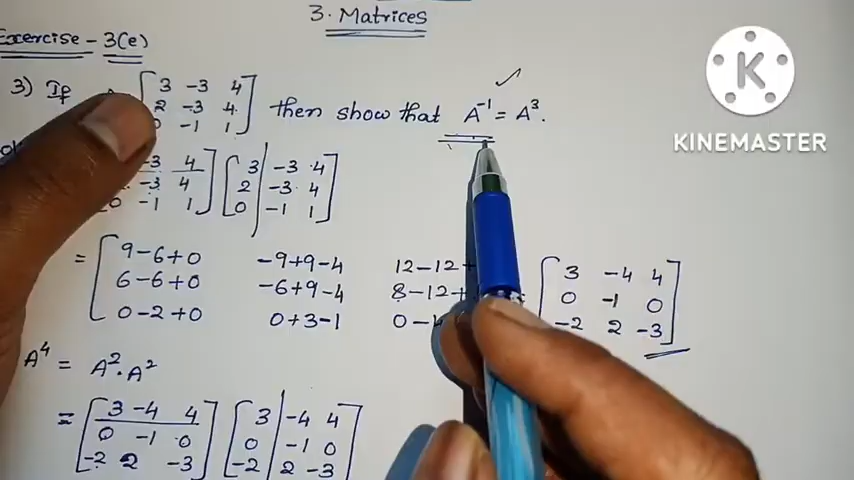 3. Matrices
Exercise - 3(e)
3) If [3 -3 4
2 -3 4
0 -1 1] then show that A⁻¹ = A³.
-3 4] [3 -3 4]
-3 4 2 -3 4
0 -1 1] [0 -1 1]
= [9-6+0 -9+9-4 12-12+ [3 -4 4
6-6+0 -6+9-4 8-12+ 0 -1 0
0-2+0 0+3-1 0- -2 2 -3]
A⁴ = A².A²
= [3 -4 4] [3 -4 4]
0 -1 0 0 -1 0
-2 2 -3] [-2 2 -3]
K
KINEMASTER